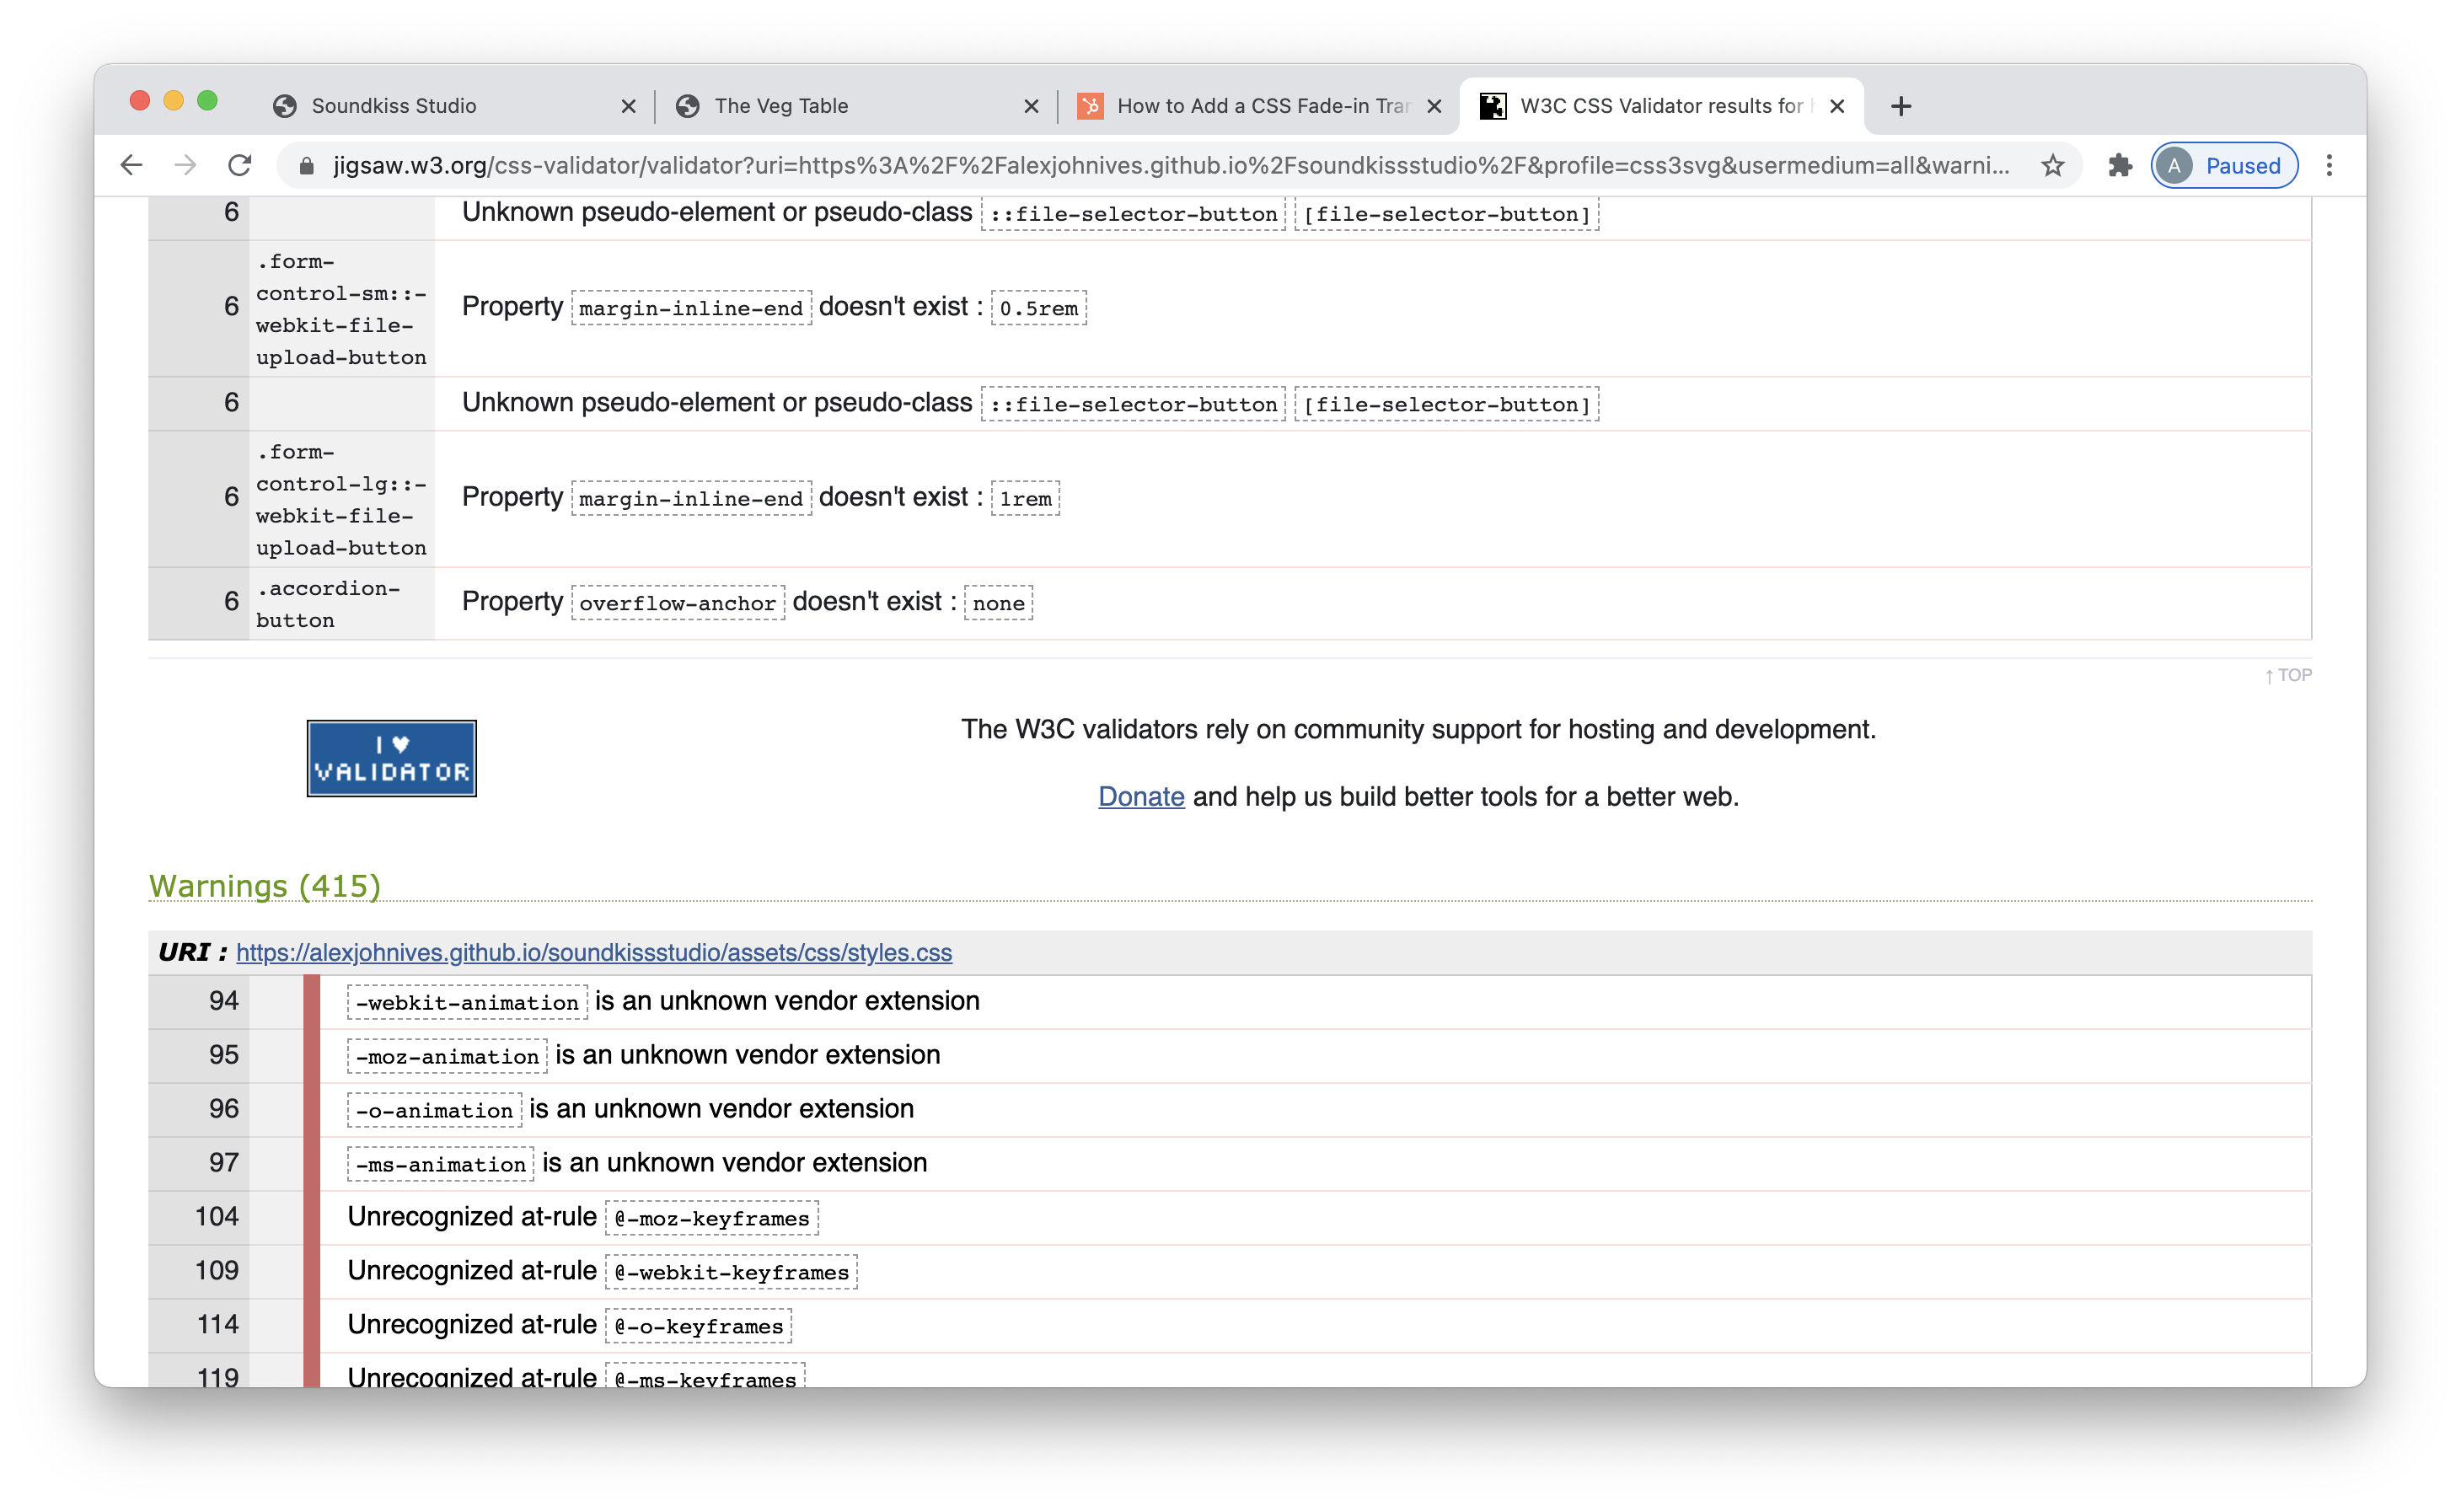 Soundkiss Studio
The Veg Table
How to Add a CSS Fade-in Tran
W3C CSS Validator results for h
jigsaw.w3.org/css-validator/validator?uri=https%3A%2F%2Falexjohnives.github.io%2Fsoundkissstudio%2F&profile=css3svg&usermedium=all&warni...
A Paused
6 Unknown pseudo-element or pseudo-class ::file-selector-button [file-selector-button]
.form-
control-sm::-
webkit-file-
upload-button
6 Property margin-inline-end doesn't exist : 0.5rem
6 Unknown pseudo-element or pseudo-class ::file-selector-button [file-selector-button]
.form-
control-lg::-
webkit-file-
upload-button
6 Property margin-inline-end doesn't exist : 1rem
.accordion-
button
6 Property overflow-anchor doesn't exist : none
↑ TOP
I ♥
VALIDATOR
The W3C validators rely on community support for hosting and development.
Donate and help us build better tools for a better web.
Warnings (415)
URI : https://alexjohnives.github.io/soundkissstudio/assets/css/styles.css
94 -webkit-animation is an unknown vendor extension
95 -moz-animation is an unknown vendor extension
96 -o-animation is an unknown vendor extension
97 -ms-animation is an unknown vendor extension
104 Unrecognized at-rule @-moz-keyframes
109 Unrecognized at-rule @-webkit-keyframes
114 Unrecognized at-rule @-o-keyframes
119 Unrecognized at-rule @-ms-keyframes